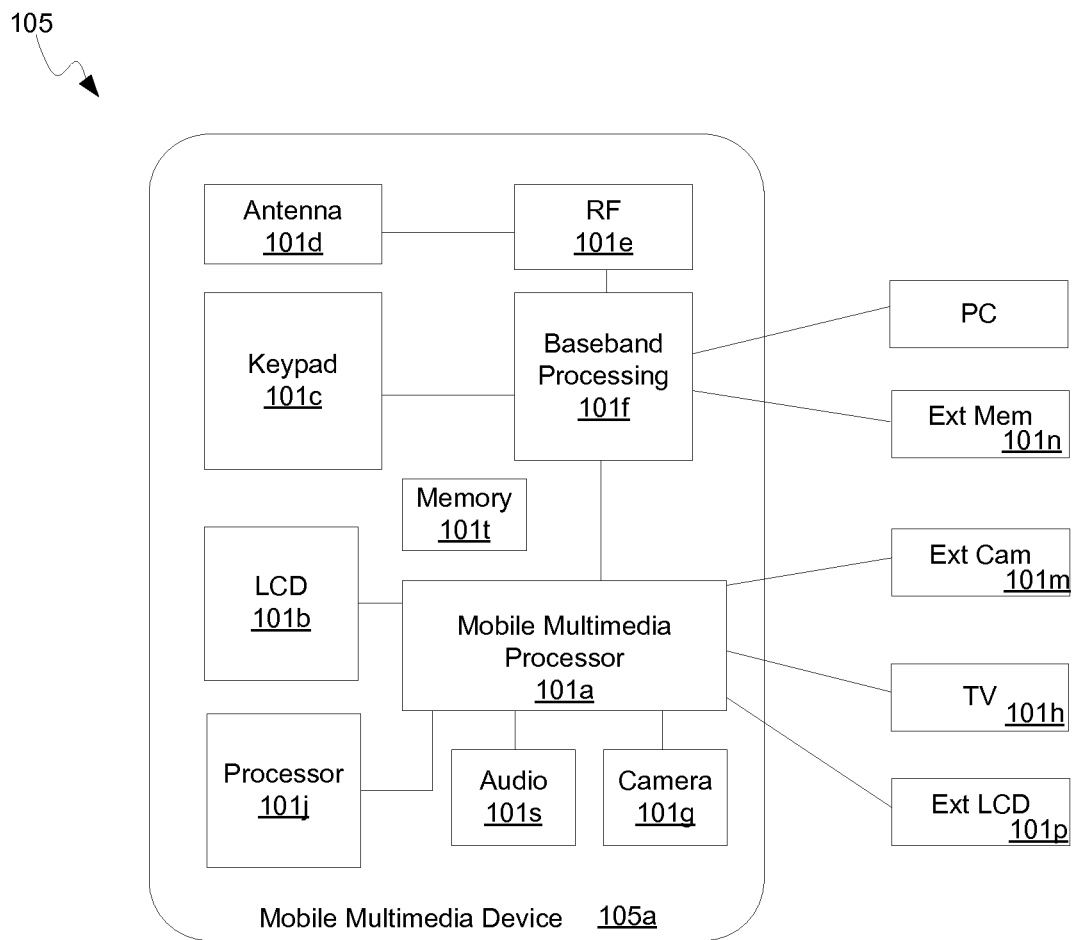 105
Antenna
101d
RF
101e
Keypad
101c
Baseband
Processing
101f
PC
Ext Mem
101n
Memory
101t
LCD
101b
Mobile Multimedia
Processor
101a
Ext Cam
101m
TV
101h
Processor
101j
Audio
101s
Camera
101g
Ext LCD
101p
Mobile Multimedia Device 105a